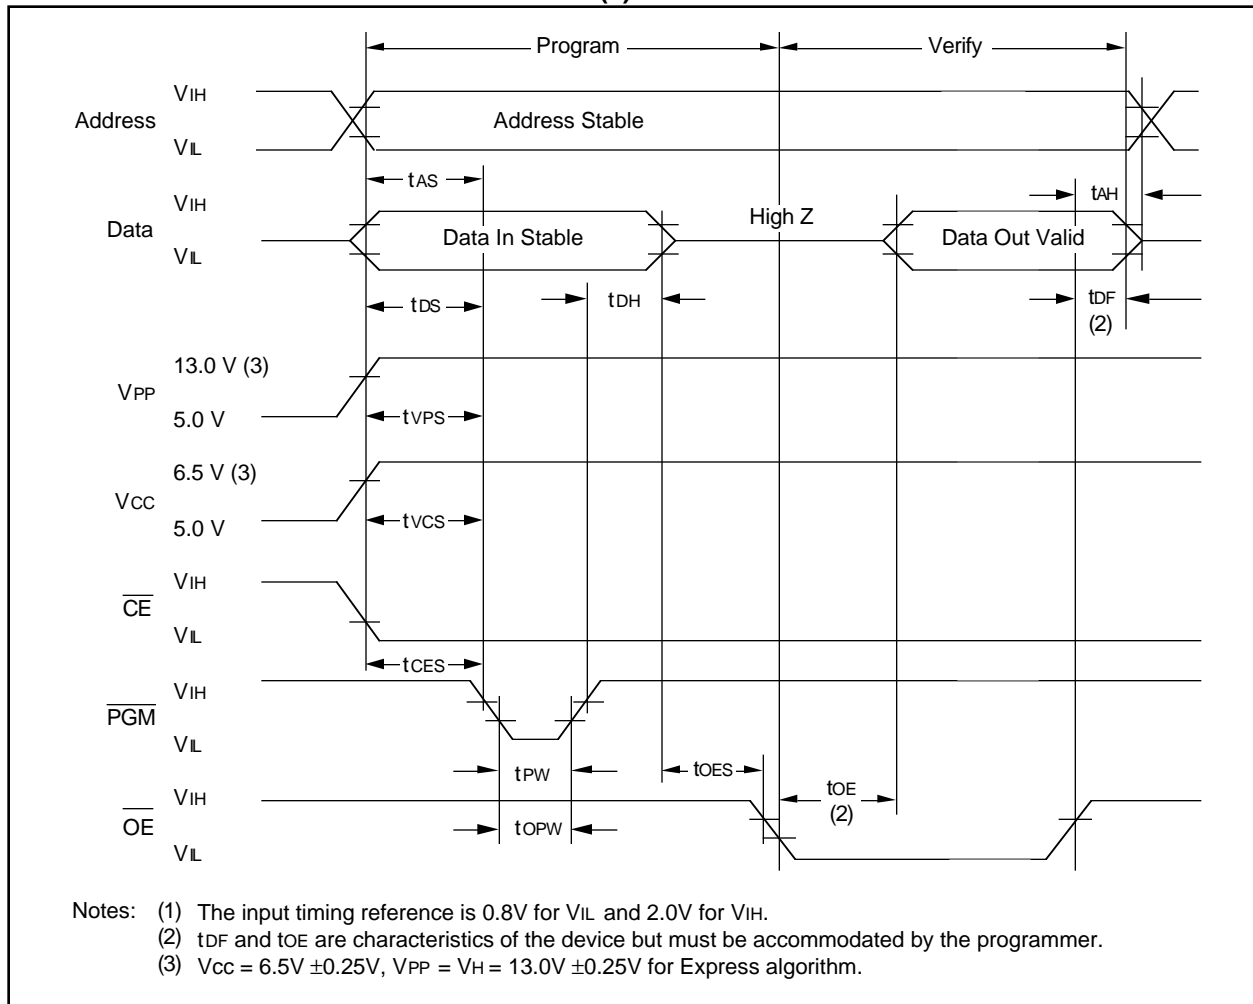 Program Verify
VIH
Address Address Stable
VIL
tAS
VIH tAH
Data Data In Stable High Z Data Out Valid
VIL
tDS tDH tDF
(2)
13.0 V (3)
VPP
5.0 V tVPS
6.5 V (3)
VCC
5.0 V tVCS
VIH
CE
VIL
tCES
VIH
PGM
VIL
tPW tOES tOE
(2)
VIH
OE tOPW
VIL
Notes: (1) The input timing reference is 0.8V for VIL and 2.0V for VIH.
(2) tDF and tOE are characteristics of the device but must be accommodated by the programmer.
(3) Vcc = 6.5V ±0.25V, VPP = VH = 13.0V ±0.25V for Express algorithm.